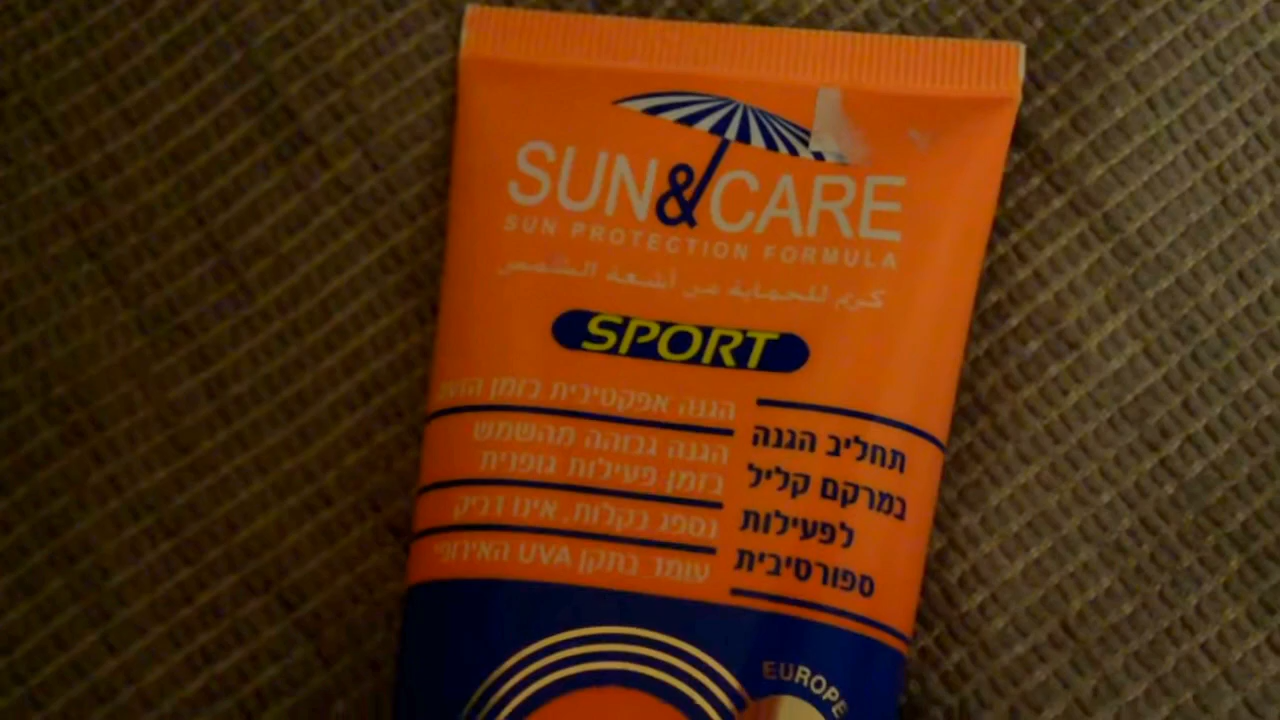 SUN&CARE
SUN PROTECTION FORMULA
كريم للحماية من أشعة الشمس
SPORT
תחליב הגנה
במרקם קליל
לפעילות
ספורטיבית
הגנה אפקטיבית בזמן
הגנה גבוהה מהשמש
בזמן פעילות גופנית
נספג בקלות, אינו דביק
עומד בתקן UVA האירופי
EUROPE